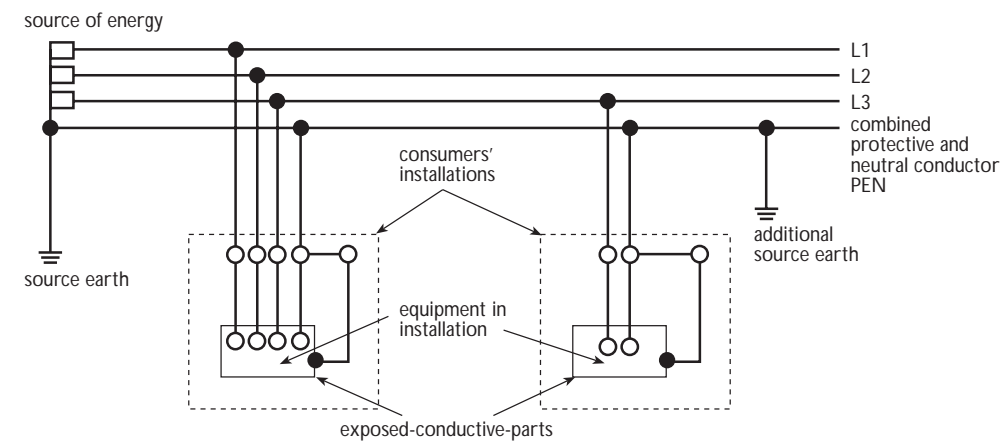 source of energy
L1
L2
L3
combined
protective and
neutral conductor
PEN
consumers'
installations
additional
source earth
source earth
equipment in
installation
exposed-conductive-parts